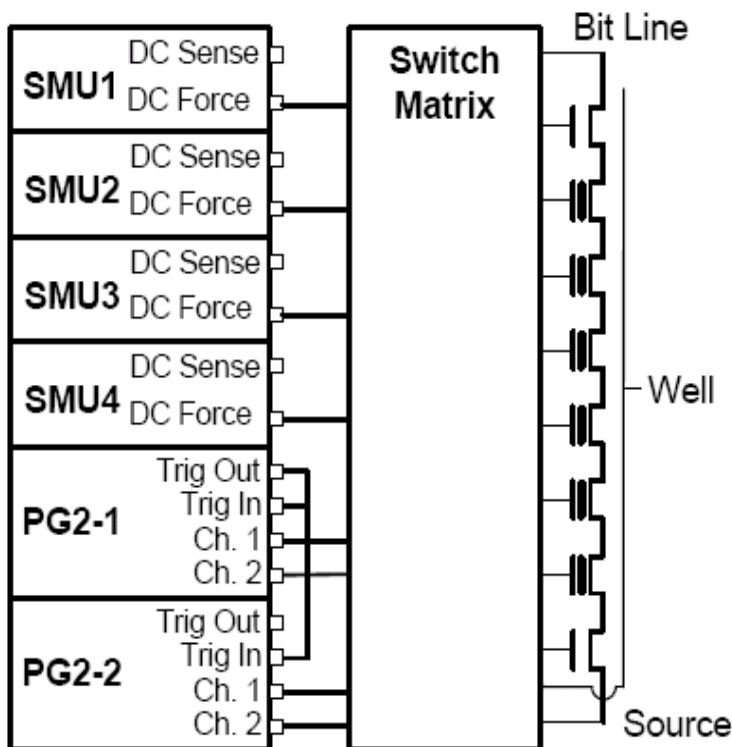 Bit Line
DC Sense
SMU1
DC Force
Switch
Matrix
DC Sense
SMU2
DC Force
DC Sense
SMU3
DC Force
DC Sense
SMU4
DC Force
Well
Trig Out
Trig In
PG2-1
Ch. 1
Ch. 2
Trig Out
Trig In
PG2-2
Ch. 1
Ch. 2
Source